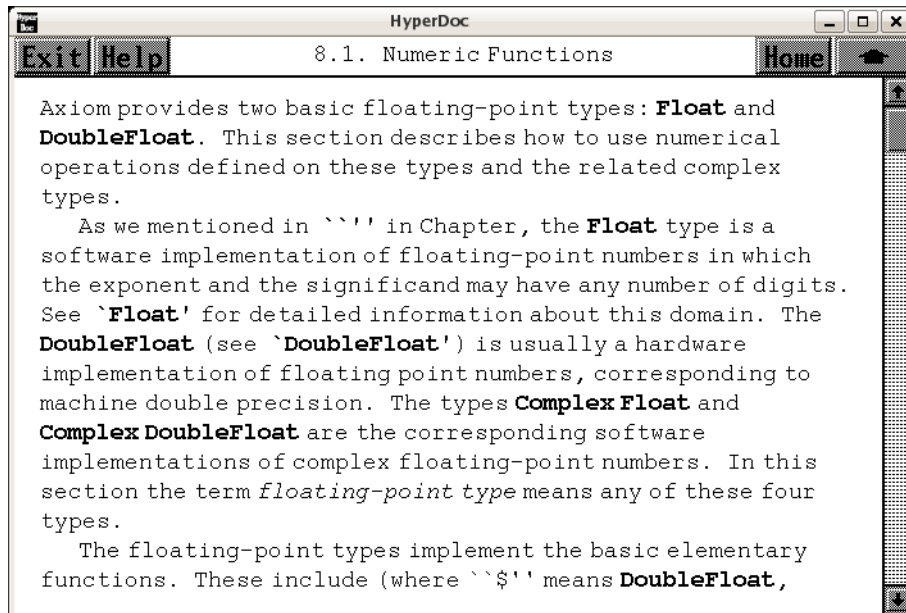 Hyper Doc
HyperDoc
Exit Help 8.1. Numeric Functions Home
Axiom provides two basic floating-point types: Float and
DoubleFloat. This section describes how to use numerical
operations defined on these types and the related complex
types.
As we mentioned in ``'' in Chapter, the Float type is a
software implementation of floating-point numbers in which
the exponent and the significand may have any number of digits.
See `Float' for detailed information about this domain. The
DoubleFloat (see `DoubleFloat') is usually a hardware
implementation of floating point numbers, corresponding to
machine double precision. The types Complex Float and
Complex DoubleFloat are the corresponding software
implementations of complex floating-point numbers. In this
section the term floating-point type means any of these four
types.
The floating-point types implement the basic elementary
functions. These include (where ``$'' means DoubleFloat,